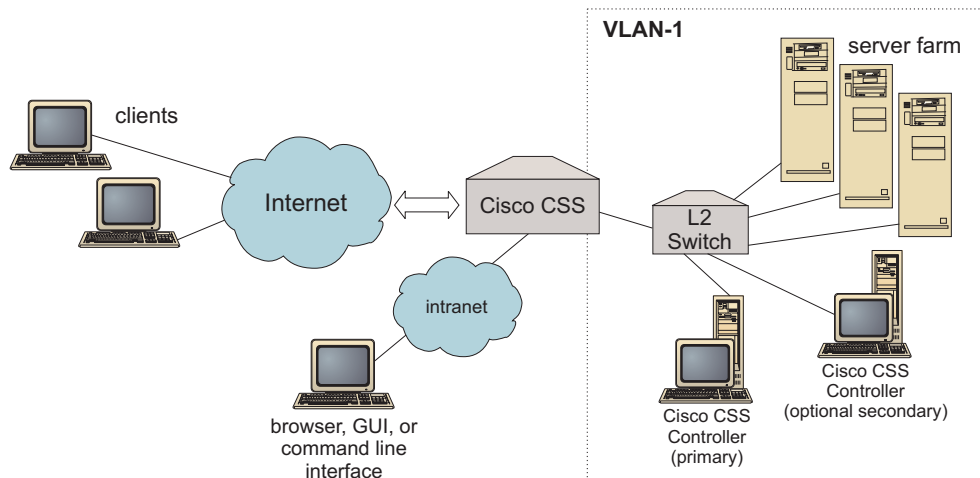 VLAN-1
server farm
clients
Internet
Cisco CSS
L2
Switch
intranet
browser, GUI, or
command line
interface
Cisco CSS
Controller
(primary)
Cisco CSS
Controller
(optional secondary)